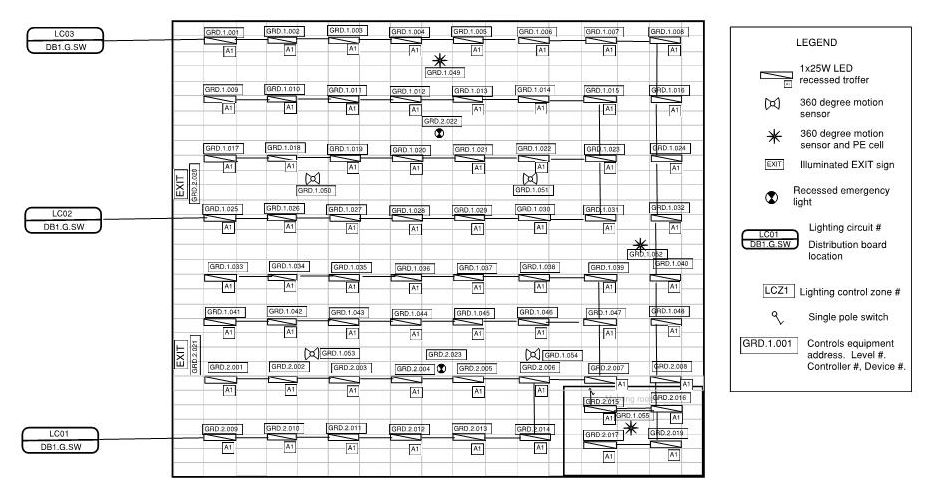 LC03
DB1.G.SW
GRD.1.001 GRD.1.002 GRD.1.003 GRD.1.004 GRD.1.005 GRD.1.006 GRD.1.007 GRD.1.008
A1 A1 A1 A1 A1 A1 A1 A1
GRD.1.049
GRD.1.009 GRD.1.010 GRD.1.011 GRD.1.012 GRD.1.013 GRD.1.014 GRD.1.015 GRD.1.016
A1 A1 A1 A1 A1 A1 A1 A1
GRD.2.022
GRD.1.017 GRD.1.018 GRD.1.019 GRD.1.020 GRD.1.021 GRD.1.022 GRD.1.023 GRD.1.024
A1 A1 A1 A1 A1 A1 A1 A1
EXIT
GRD.2.020
GRD.1.050 GRD.1.051
LC02
DB1.G.SW
GRD.1.025 GRD.1.026 GRD.1.027 GRD.1.028 GRD.1.029 GRD.1.030 GRD.1.031 GRD.1.032
A1 A1 A1 A1 A1 A1 A1 A1
GRD.1.052
GRD.1.033 GRD.1.034 GRD.1.035 GRD.1.036 GRD.1.037 GRD.1.038 GRD.1.039 GRD.1.040
A1 A1 A1 A1 A1 A1 A1 A1
GRD.1.041 GRD.1.042 GRD.1.043 GRD.1.044 GRD.1.045 GRD.1.046 GRD.1.047 GRD.1.048
A1 A1 A1 A1 A1 A1 A1 A1
EXIT
GRD.2.021
GRD.1.053 GRD.2.023 GRD.1.054
GRD.2.001 GRD.2.002 GRD.2.003 GRD.2.004 GRD.2.005 GRD.2.006 GRD.2.007 GRD.2.008
A1 A1 A1 A1 A1 A1 A1 A1
GRD.2.015 GRD.2.016
GRD.1.055
A1 A1
LC01
DB1.G.SW
GRD.2.009 GRD.2.010 GRD.2.011 GRD.2.012 GRD.2.013 GRD.2.014 GRD.2.017 GRD.2.019
A1 A1 A1 A1 A1 A1 A1 A1
LEGEND
1x25W LED
recessed troffer
360 degree motion
sensor
360 degree motion
sensor and PE cell
EXIT Illuminated EXIT sign
Recessed emergency
light
Lighting circuit #
LC01
DB1.G.SW
Distribution board
location
LCZ1 Lighting control zone #
Single pole switch
GRD.1.001
Controls equipment
address. Level #.
Controller #, Device #.